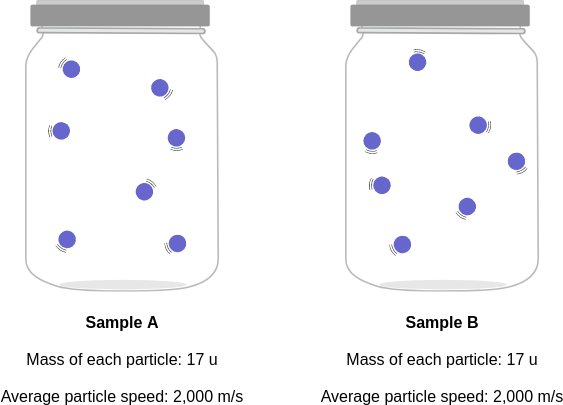 Sample A
Mass of each particle: 17 u
Average particle speed: 2,000 m/s
Sample B
Mass of each particle: 17 u
Average particle speed: 2,000 m/s